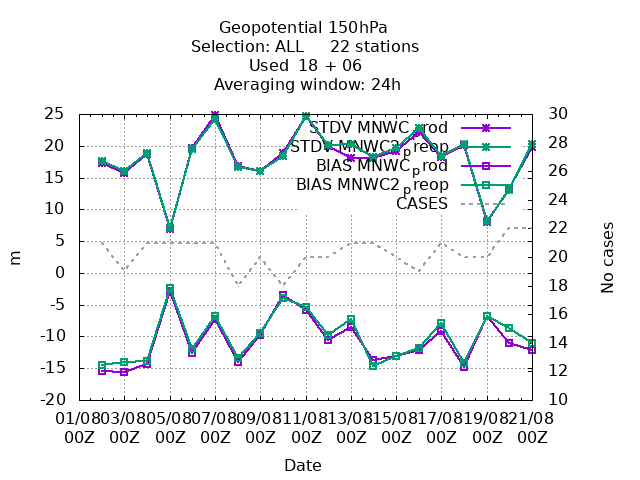 Geopotential 150hPa
Selection: ALL 22 stations
Used 18 + 06
Averaging window: 24h
25 30
20 28
15 26
10 24
5 22
0 20
-5 18
-10 16
-15 14
-20 12
10
m
No cases
STDV MNWC_prod
STDV MNWC2_preop
BIAS MNWC_prod
BIAS MNWC2_preop
CASES
01/08 03/08 05/08 07/08 09/08 11/08 13/08 15/08 17/08 19/08 21/08
00Z 00Z 00Z 00Z 00Z 00Z 00Z 00Z 00Z 00Z 00Z
Date